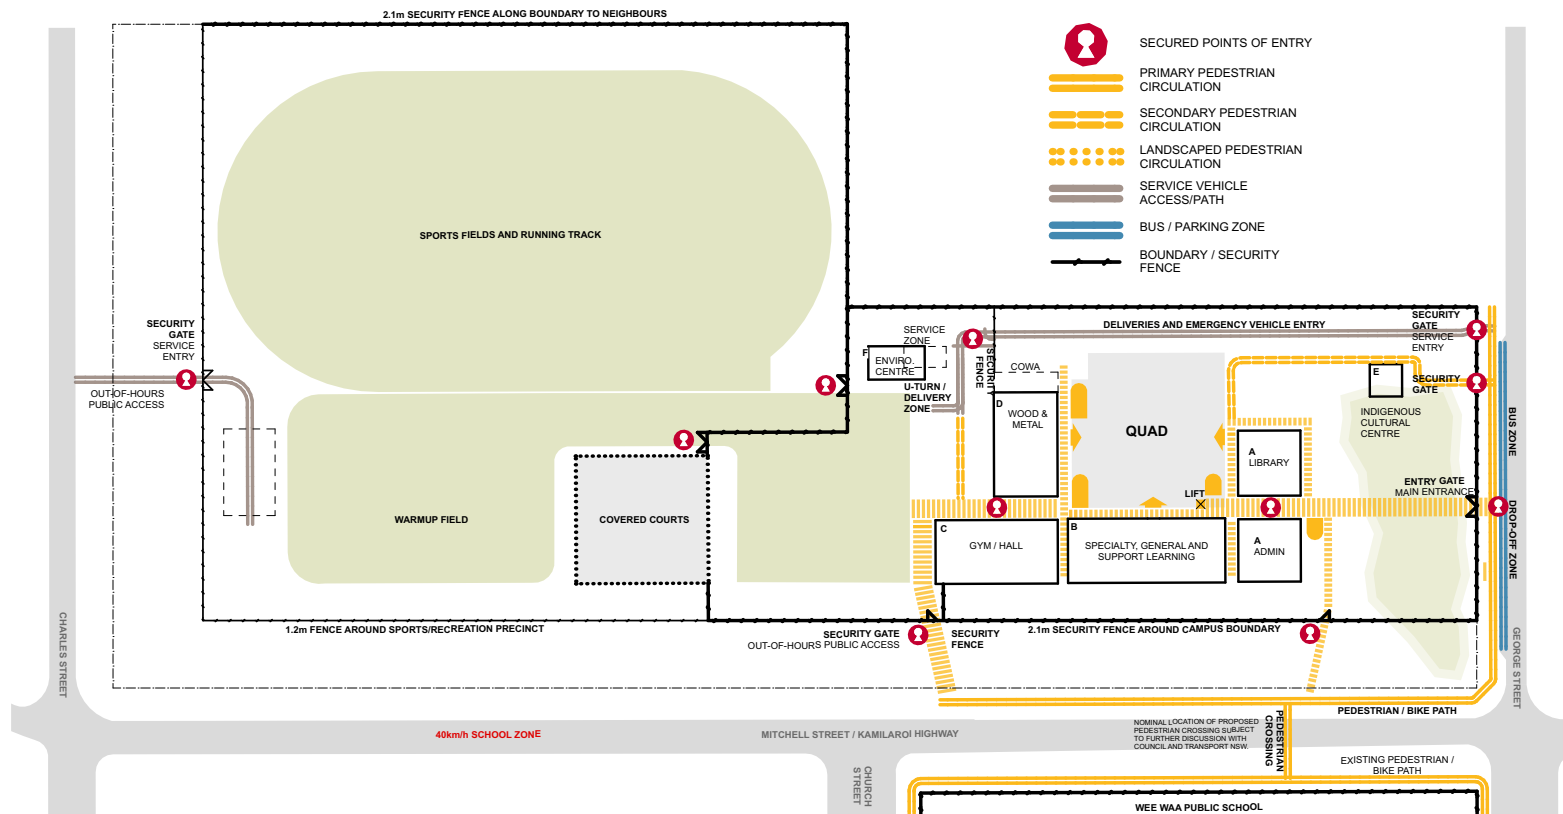 2.1m SECURITY FENCE ALONG BOUNDARY TO NEIGHBOURS
SECURED POINTS OF ENTRY
PRIMARY PEDESTRIAN
CIRCULATION
SECONDARY PEDESTRIAN
CIRCULATION
LANDSCAPED PEDESTRIAN
CIRCULATION
SERVICE VEHICLE
ACCESS/PATH
BUS / PARKING ZONE
BOUNDARY / SECURITY
FENCE
SPORTS FIELDS AND RUNNING TRACK
SECURITY
GATE
SERVICE
ENTRY
OUT-OF-HOURS
PUBLIC ACCESS
SERVICE
ZONE
F
ENVIRO.
CENTRE
U-TURN /
DELIVERY
ZONE
SECURITY
FENCE
DELIVERIES AND EMERGENCY VEHICLE ENTRY
SECURITY
GATE
SERVICE
ENTRY
SECURITY
GATE
COWA
D
WOOD &
METAL
QUAD
E
INDIGENOUS
CULTURAL
CENTRE
A
LIBRARY
LIFT
ENTRY GATE
MAIN ENTRANCE
BUS ZONE
DROP-OFF ZONE
WARMUP FIELD
COVERED COURTS
C
GYM / HALL
B
SPECIALTY, GENERAL AND
SUPPORT LEARNING
A
ADMIN
1.2m FENCE AROUND SPORTS/RECREATION PRECINCT
SECURITY GATE
OUT-OF-HOURS PUBLIC ACCESS
SECURITY
FENCE
2.1m SECURITY FENCE AROUND CAMPUS BOUNDARY
CHARLES STREET
GEORGE STREET
PEDESTRIAN / BIKE PATH
40km/h SCHOOL ZONE
MITCHELL STREET / KAMILAROI HIGHWAY
NOMINAL LOCATION OF PROPOSED
PEDESTRIAN CROSSING SUBJECT
TO FURTHER DISCUSSION WITH
COUNCIL AND TRANSPORT NSW.
PEDESTRIAN
CROSSING
EXISTING PEDESTRIAN /
BIKE PATH
CHURCH
STREET
WEE WAA PUBLIC SCHOOL